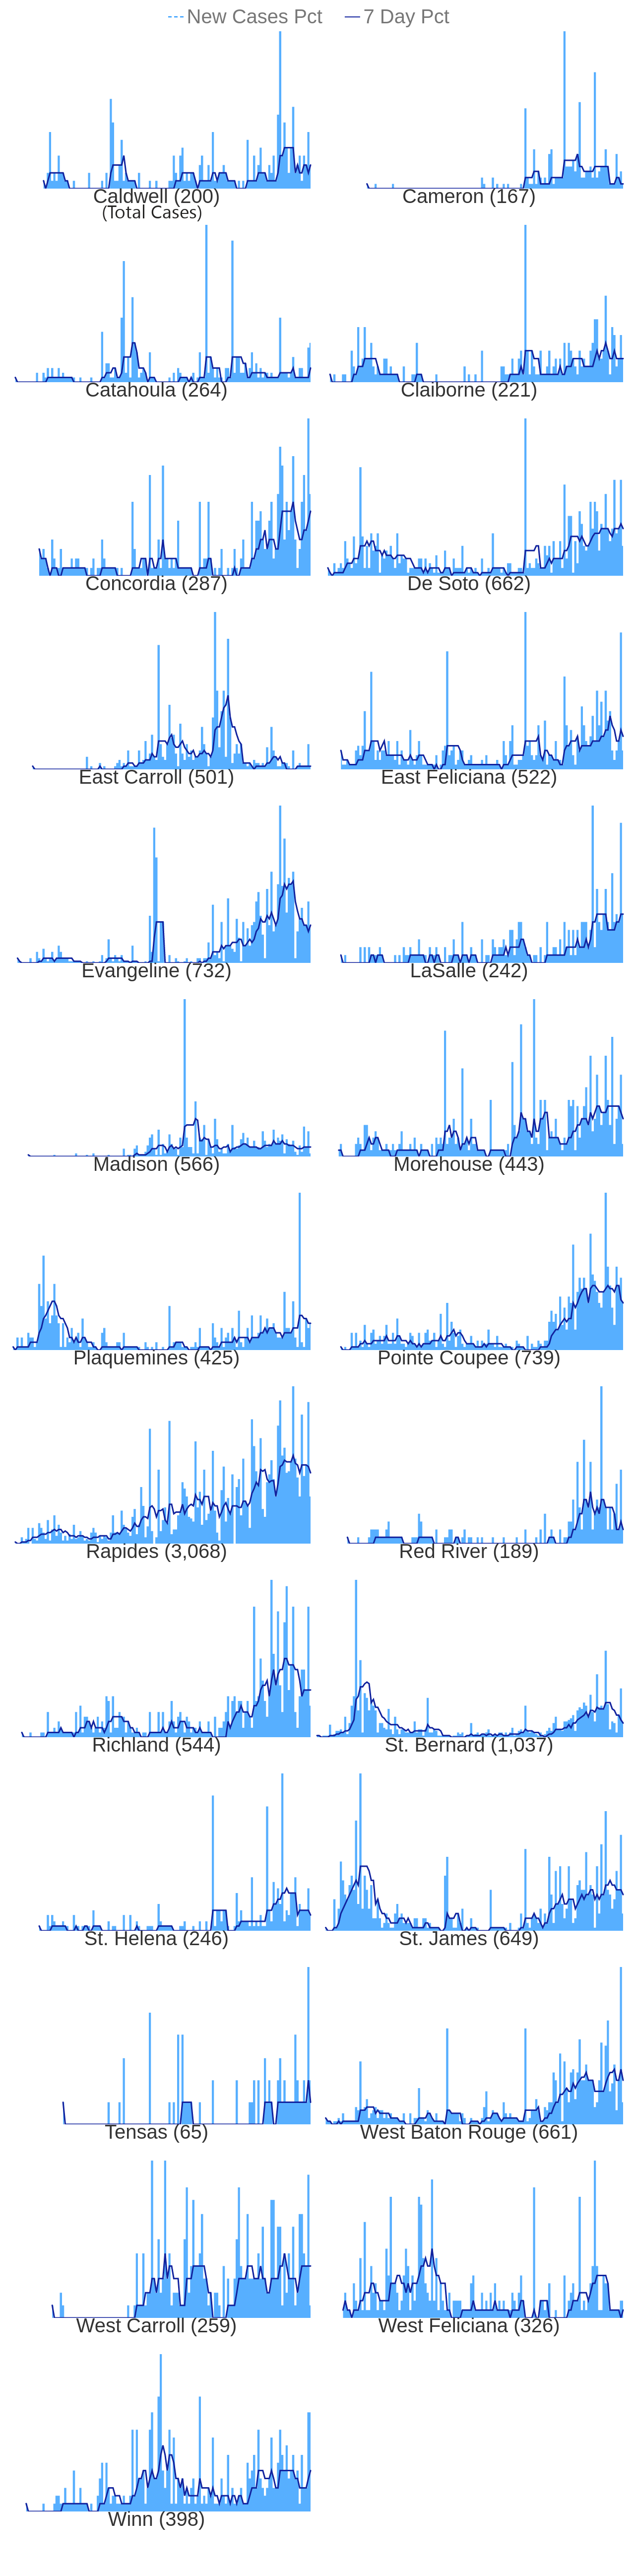 New Cases Pct 7 Day Pct
Caldwell (200) Cameron (167)
(Total Cases)
Catahoula (264) Claiborne (221)
Concordia (287) De Soto (662)
East Carroll (501) East Feliciana (522)
Evangeline (732) LaSalle (242)
Madison (566) Morehouse (443)
Plaquemines (425) Pointe Coupee (739)
Rapides (3,068) Red River (189)
Richland (544) St. Bernard (1,037)
St. Helena (246) St. James (649)
Tensas (65) West Baton Rouge (661)
West Carroll (259) West Feliciana (326)
Winn (398)